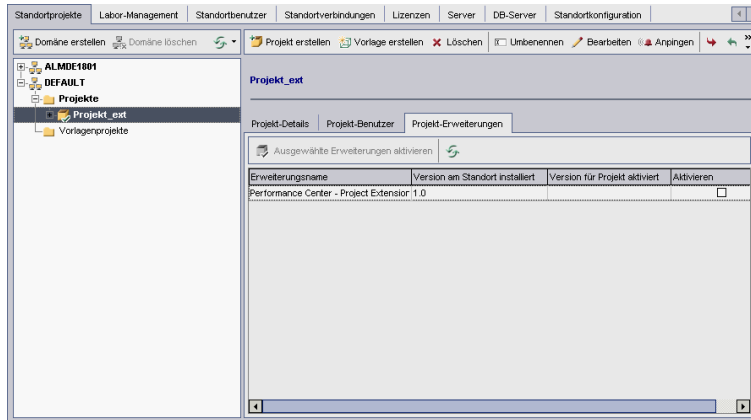 Standortprojekte Labor-Management Standortbenutzer Standortverbindungen Lizenzen Server DB-Server Standortkonfiguration
Domäne erstellen Domäne löschen Projekt erstellen Vorlage erstellen Löschen Umbenennen Bearbeiten Anpingen
ALMDE1801
DEFAULT
Projekte
Projekt_ext
Vorlagenprojekte
Projekt_ext
Projekt-Details Projekt-Benutzer Projekt-Erweiterungen
Ausgewählte Erweiterungen aktivieren
Erweiterungsname Version am Standort installiert Version für Projekt aktiviert Aktivieren
Performance Center - Project Extension 1.0